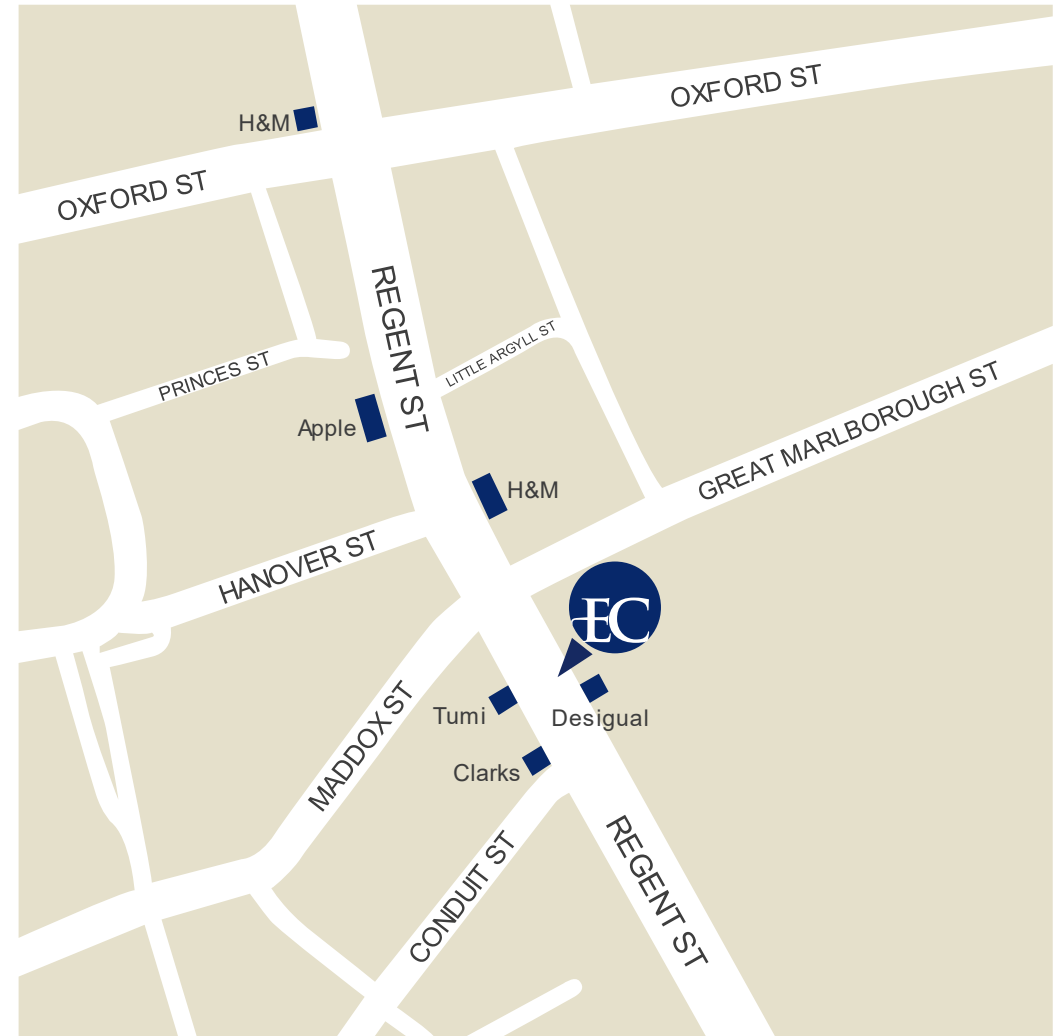 OXFORD ST
H&M
OXFORD ST
REGENT ST
LITTLE ARGYLL ST
PRINCES ST
GREAT MARLBOROUGH ST
Apple
H&M
HANOVER ST
EC
MADDOX ST
Tumi
Desigual
Clarks
REGENT ST
CONDUIT ST